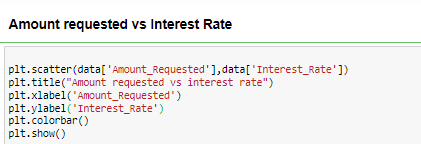 Amount requested vs Interest Rate
plt.scatter(data['Amount_Requested'],data['Interest_Rate'])
plt.title("Amount requested vs interest rate")
plt.xlabel('Amount_Requested')
plt.ylabel('Interest_Rate')
plt.colorbar()
plt.show()